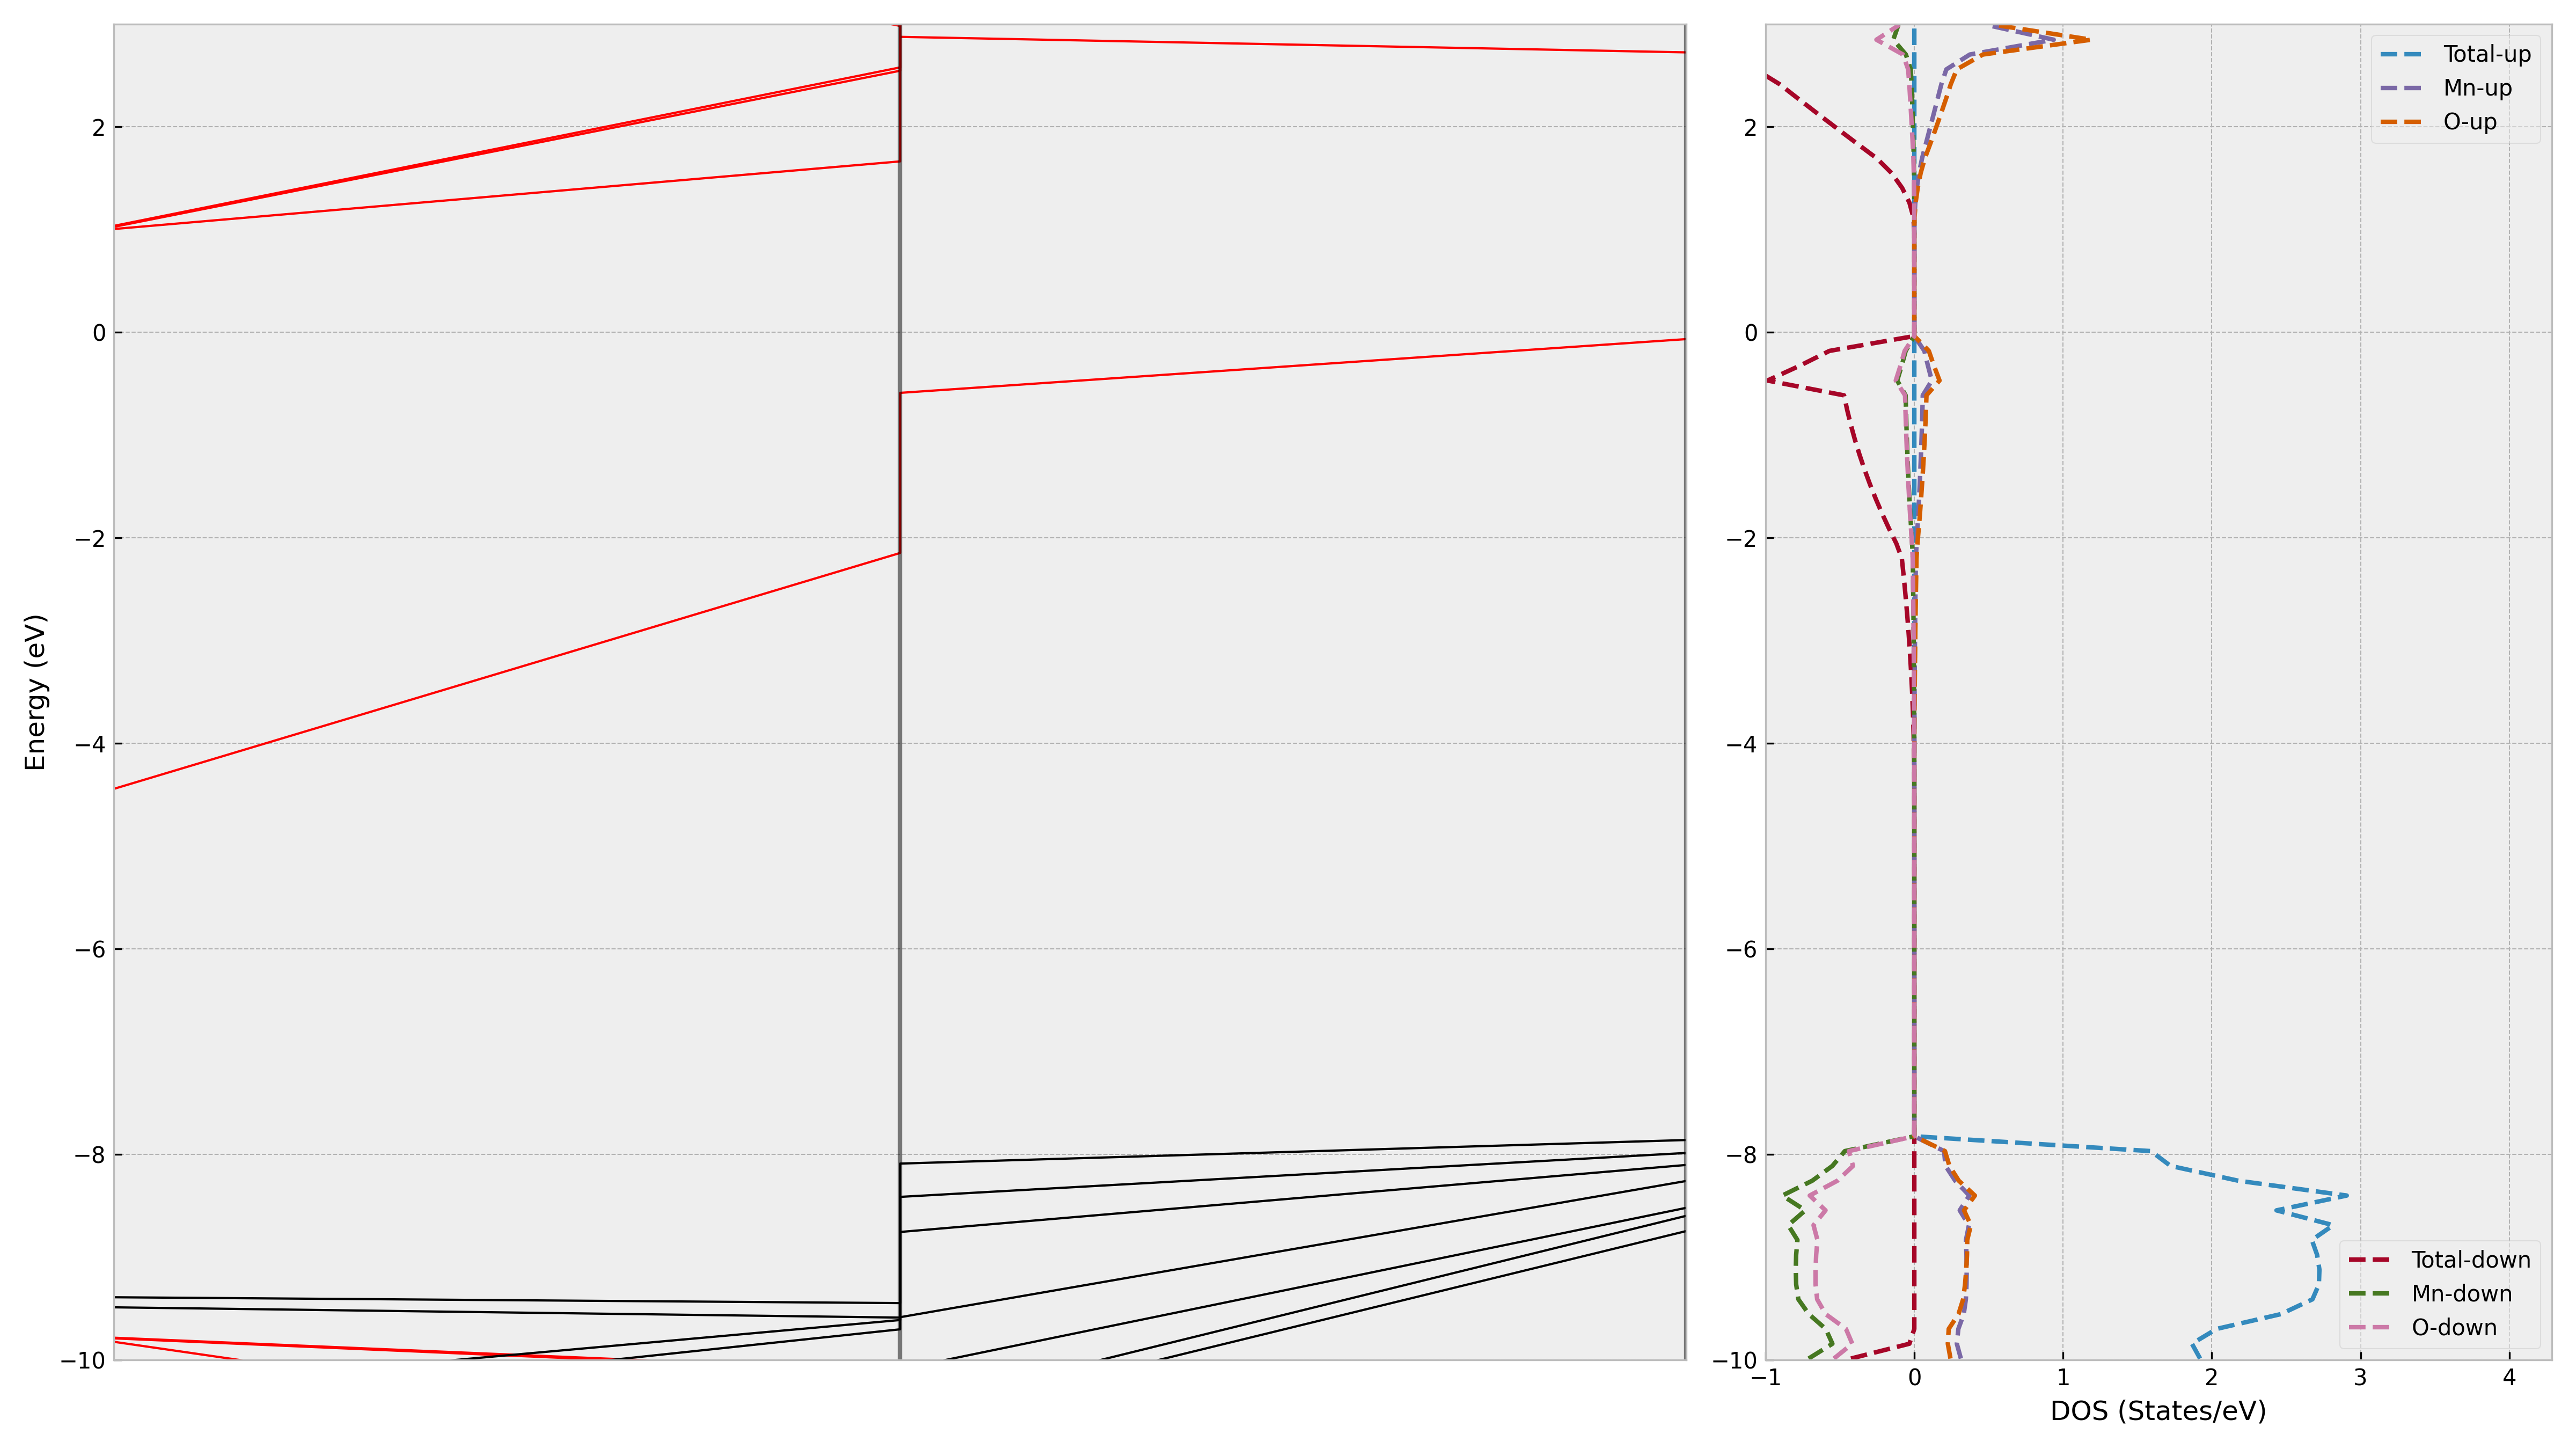 Energy (eV)
2
0
−2
−4
−6
−8
−10
2
0
−2
−4
−6
−8
−10
Total-up
Mn-up
O-up
Total-down
Mn-down
O-down
−1 0 1 2 3 4
DOS (States/eV)